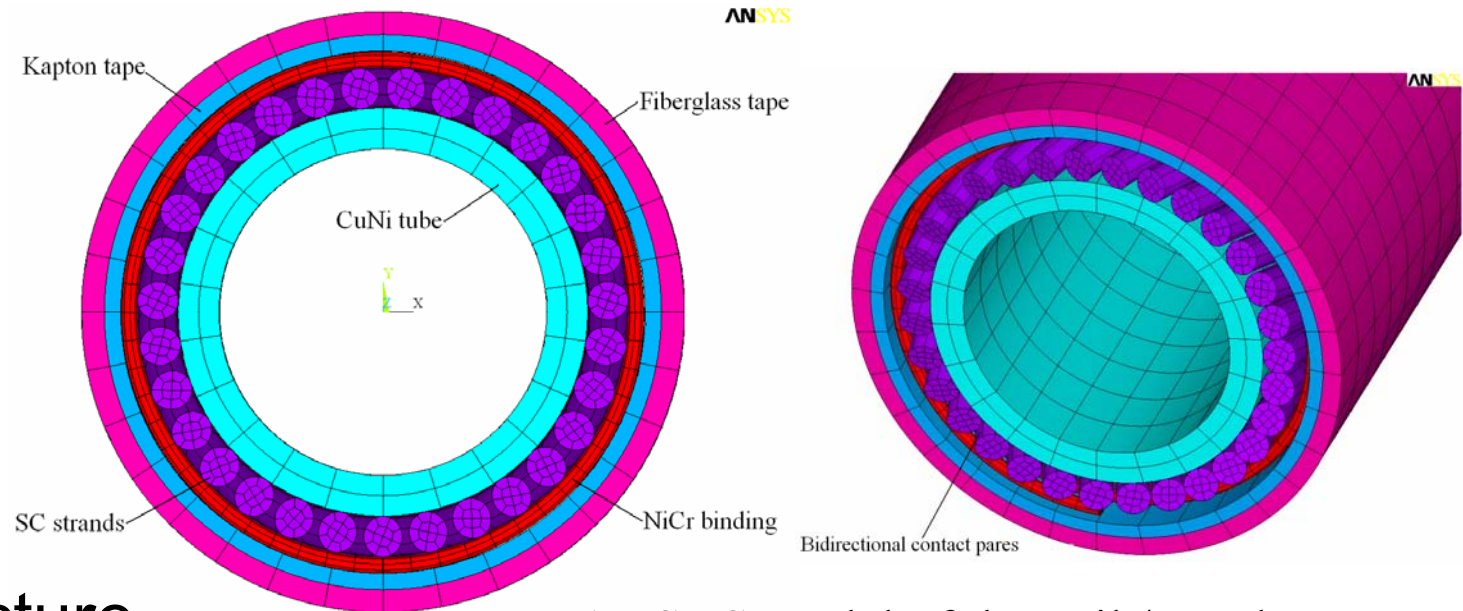 ANSYS
Kapton tape
Fiberglass tape
CuNi tube
Y
Z X
SC strands
NiCr binding
ANSYS
Bidirectional contact pares